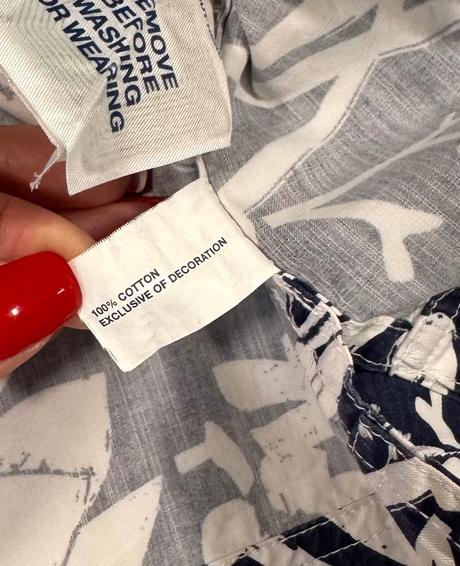 REMOVE
BEFORE
WASHING
OR WEARING
100% COTTON
EXCLUSIVE OF DECORATION